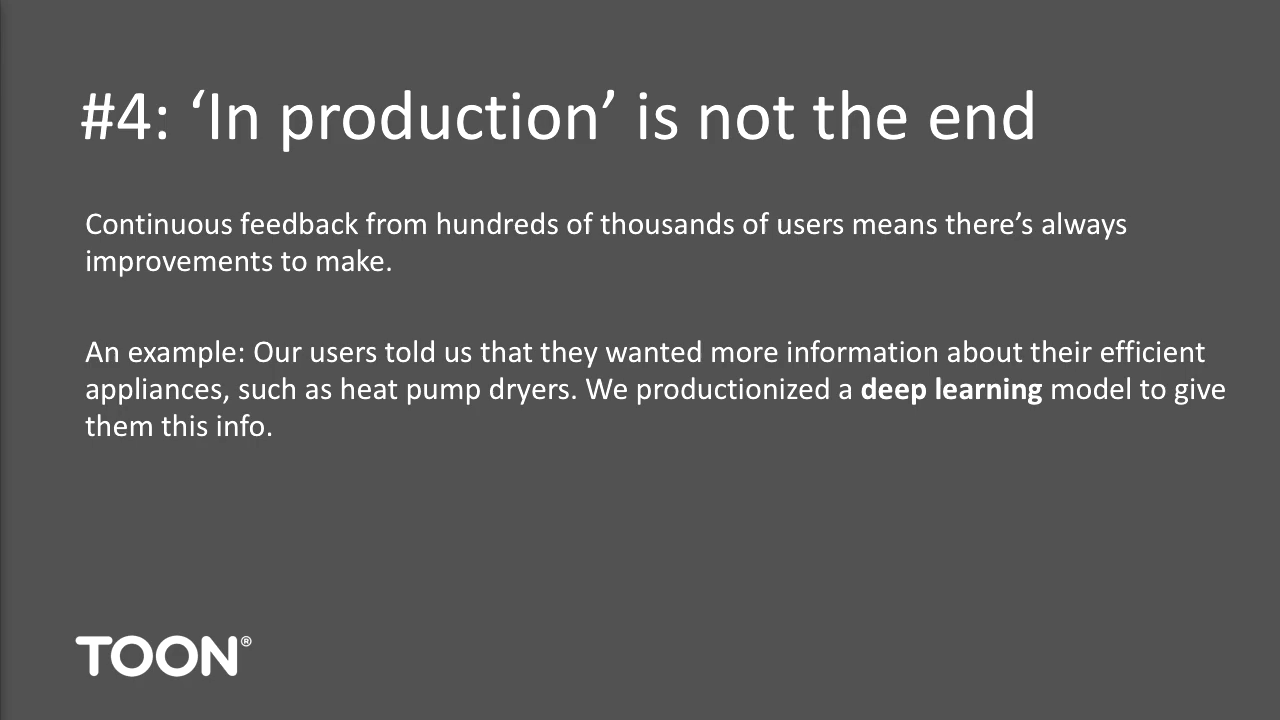 #4: ‘In production’ is not the end
Continuous feedback from hundreds of thousands of users means there’s always
improvements to make.
An example: Our users told us that they wanted more information about their efficient
appliances, such as heat pump dryers. We productionized a deep learning model to give
them this info.
TOON®